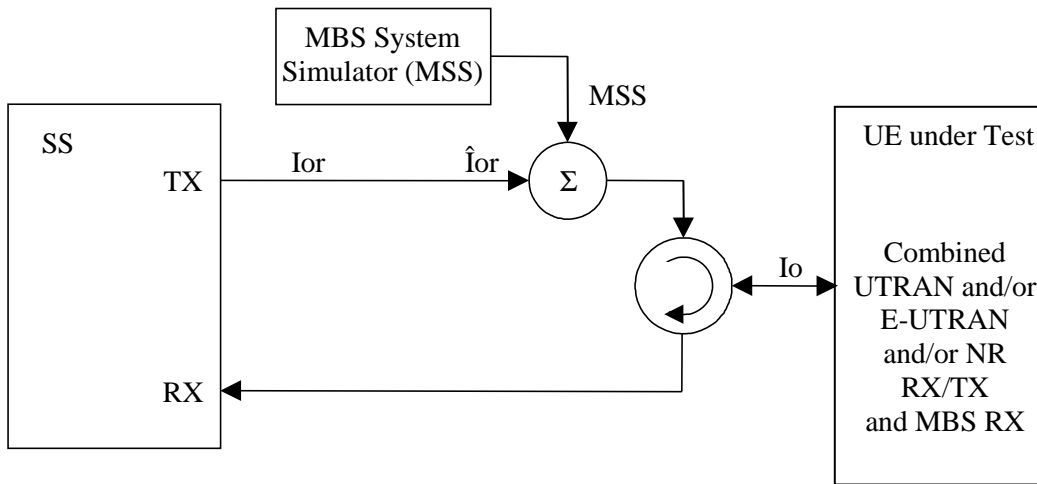 MBS System
Simulator (MSS)
MSS
SS
TX
Ior
Îor
Σ
UE under Test
Io
Combined
UTRAN and/or
E-UTRAN
and/or NR
RX/TX
and MBS RX
RX